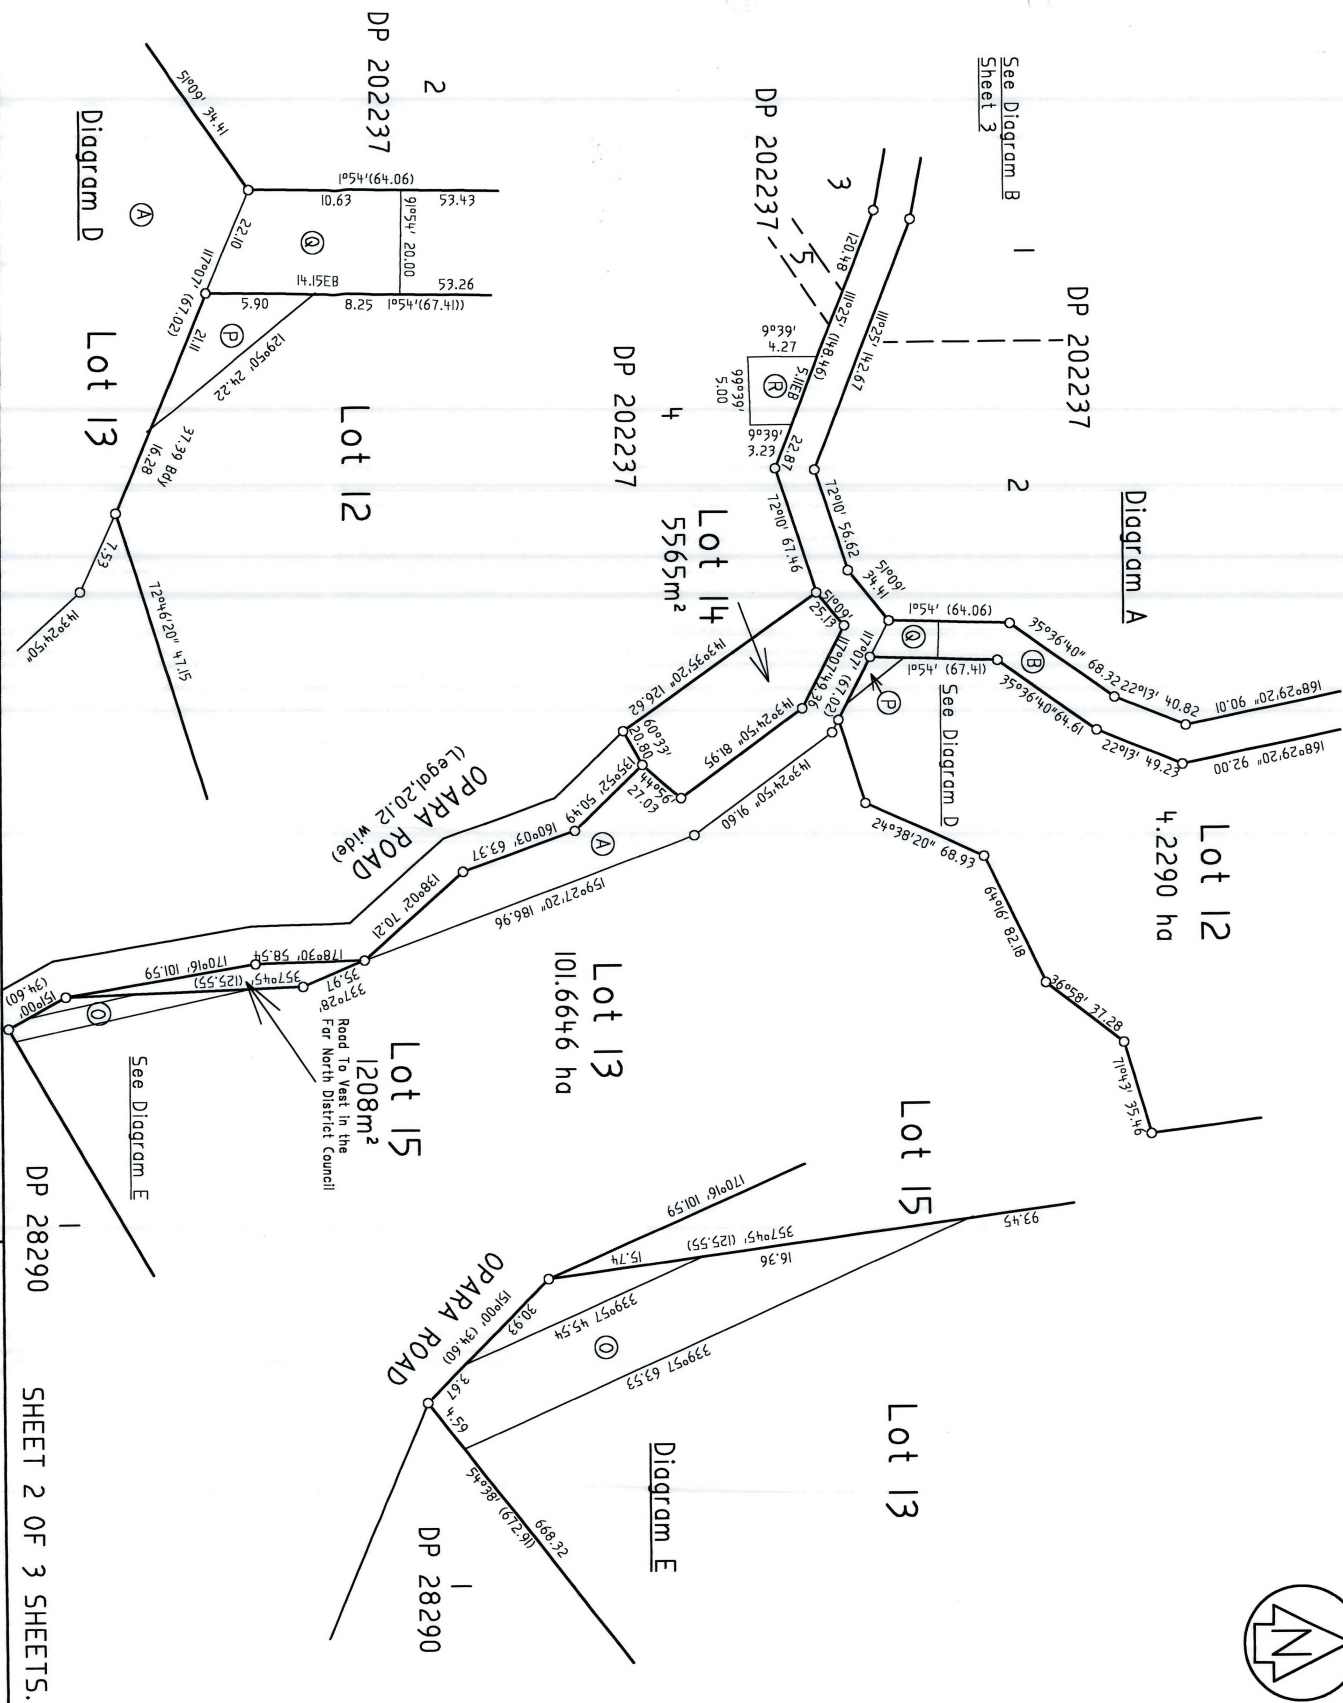 See Diagram B
Sheet 3
1
DP 202237
2
Diagram A
3
DP 202237
5
120.48
111°25' (148.46)
111°25' 142.67
9°39'
4.27
5.11EB
R
99°39'
5.00
9°39'
3.23
22.87
4
DP 202237
72°10' 67.46
72°10' 56.62
51°09'
34.41
1°54' (64.06)
Q
1°54' (67.41)
35°36'40" 68.32
B
35°36'40" 64.61
22°13' 40.82
22°13' 49.23
168°29'20" 90.01
168°29'20" 92.00
Lot 12
4.2290 ha
117°07' (67.02)
P
See Diagram D
51°09'
25.13
117°07' 49.36
Lot 14
5565m²
143°35'20" 126.62
143°24'50" 81.95
60°33'
20.80
44°56'
27.03
143°24'50" 91.60
24°38'20" 68.93
64°16' 82.18
36°58' 37.28
71°43' 35.46
135°52' 50.49
160°03' 63.37
A
159°27'20" 186.96
138°02' 70.21
OPARA ROAD
(Legal, 20.12 wide)
Lot 13
101.6646 ha
178°30' 58.54
170°16' 101.59
337°28'
35.97
357°45' (125.55)
151°00'
(34.60)
O
Lot 15
1208m²
Road To Vest in the
Far North District Council
See Diagram E
1
DP 28290
2
DP 202237
51°09' 34.41
Diagram D
A
1°54' (64.06)
10.63
53.43
91°54' 20.00
22.10
Q
14.15EB
53.26
5.90
8.25
1°54' (67.41))
117°07' (67.02)
21.11
P
129°50' 24.22
Lot 13
Lot 12
37.39 Bdy
16.28
7.53
72°46'20" 47.15
143°24'50"
Lot 15
170°16' 101.59
93.45
357°45' (125.55)
15.74
16.36
OPARA ROAD
151°00' (34.60)
30.93
339°57 45.54
O
339°57 63.53
3.67
4.59
54°38' (672.91)
668.32
Lot 13
Diagram E
1
DP 28290
N
SHEET 2 OF 3 SHEETS.